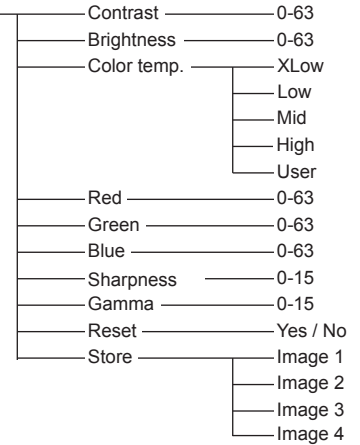 Contrast 0-63
Brightness 0-63
Color temp. XLow
Low
Mid
High
User
Red 0-63
Green 0-63
Blue 0-63
Sharpness 0-15
Gamma 0-15
Reset Yes / No
Store Image 1
Image 2
Image 3
Image 4